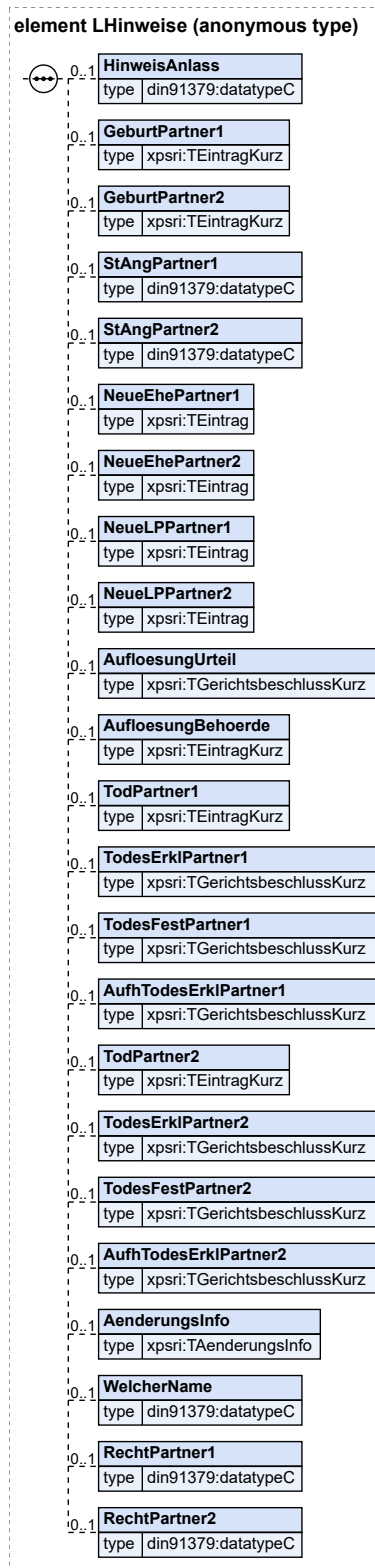 element LHinweise (anonymous type)
0..1 HinweisAnlass
type din91379:datatypeC
0..1 GeburtPartner1
type xpsri:TEintragKurz
0..1 GeburtPartner2
type xpsri:TEintragKurz
0..1 StAngPartner1
type din91379:datatypeC
0..1 StAngPartner2
type din91379:datatypeC
0..1 NeueEhePartner1
type xpsri:TEintrag
0..1 NeueEhePartner2
type xpsri:TEintrag
0..1 NeueLPPartner1
type xpsri:TEintrag
0..1 NeueLPPartner2
type xpsri:TEintrag
0..1 AufloesungUrteil
type xpsri:TGerichtsbeschlussKurz
0..1 AufloesungBehoerde
type xpsri:TEintragKurz
0..1 TodPartner1
type xpsri:TEintragKurz
0..1 TodesErklPartner1
type xpsri:TGerichtsbeschlussKurz
0..1 TodesFestPartner1
type xpsri:TGerichtsbeschlussKurz
0..1 AufhTodesErklPartner1
type xpsri:TGerichtsbeschlussKurz
0..1 TodPartner2
type xpsri:TEintragKurz
0..1 TodesErklPartner2
type xpsri:TGerichtsbeschlussKurz
0..1 TodesFestPartner2
type xpsri:TGerichtsbeschlussKurz
0..1 AufhTodesErklPartner2
type xpsri:TGerichtsbeschlussKurz
0..1 AenderungsInfo
type xpsri:TAenderungsInfo
0..1 WelcherName
type din91379:datatypeC
0..1 RechtPartner1
type din91379:datatypeC
0..1 RechtPartner2
type din91379:datatypeC